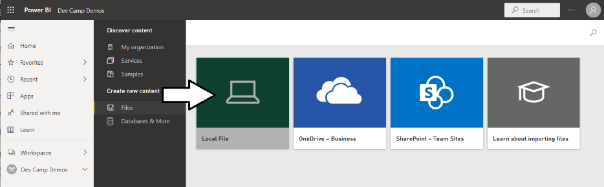 Power BI Dev Camp Demos
Search
Home
Favorites
Recent
Apps
Shared with me
Learn
Workspaces
Dev Camp Demos
Discover content
My organization
Services
Samples
Create new content
Files
Databases & More
Local File
OneDrive – Business
S
SharePoint – Team Sites
Learn about importing files